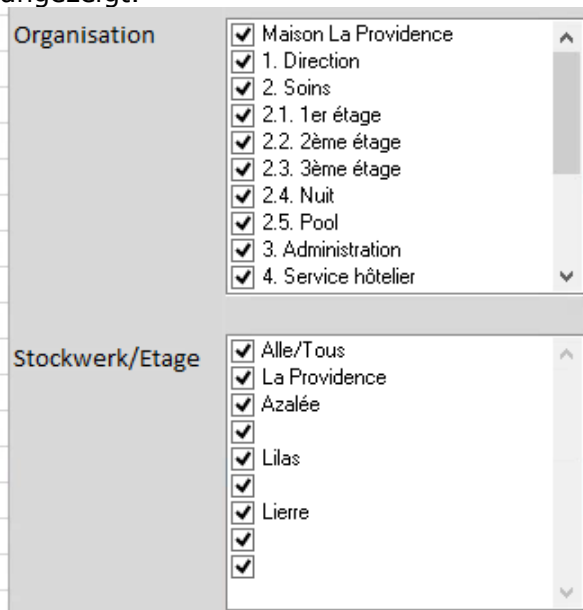 angezeigt.
Organisation
Maison La Providence
1. Direction
2. Soins
2.1. 1er étage
2.2. 2ème étage
2.3. 3ème étage
2.4. Nuit
2.5. Pool
3. Administration
4. Service hôtelier
Stockwerk/Etage
Alle/Tous
La Providence
Azalée
Lilas
Lierre